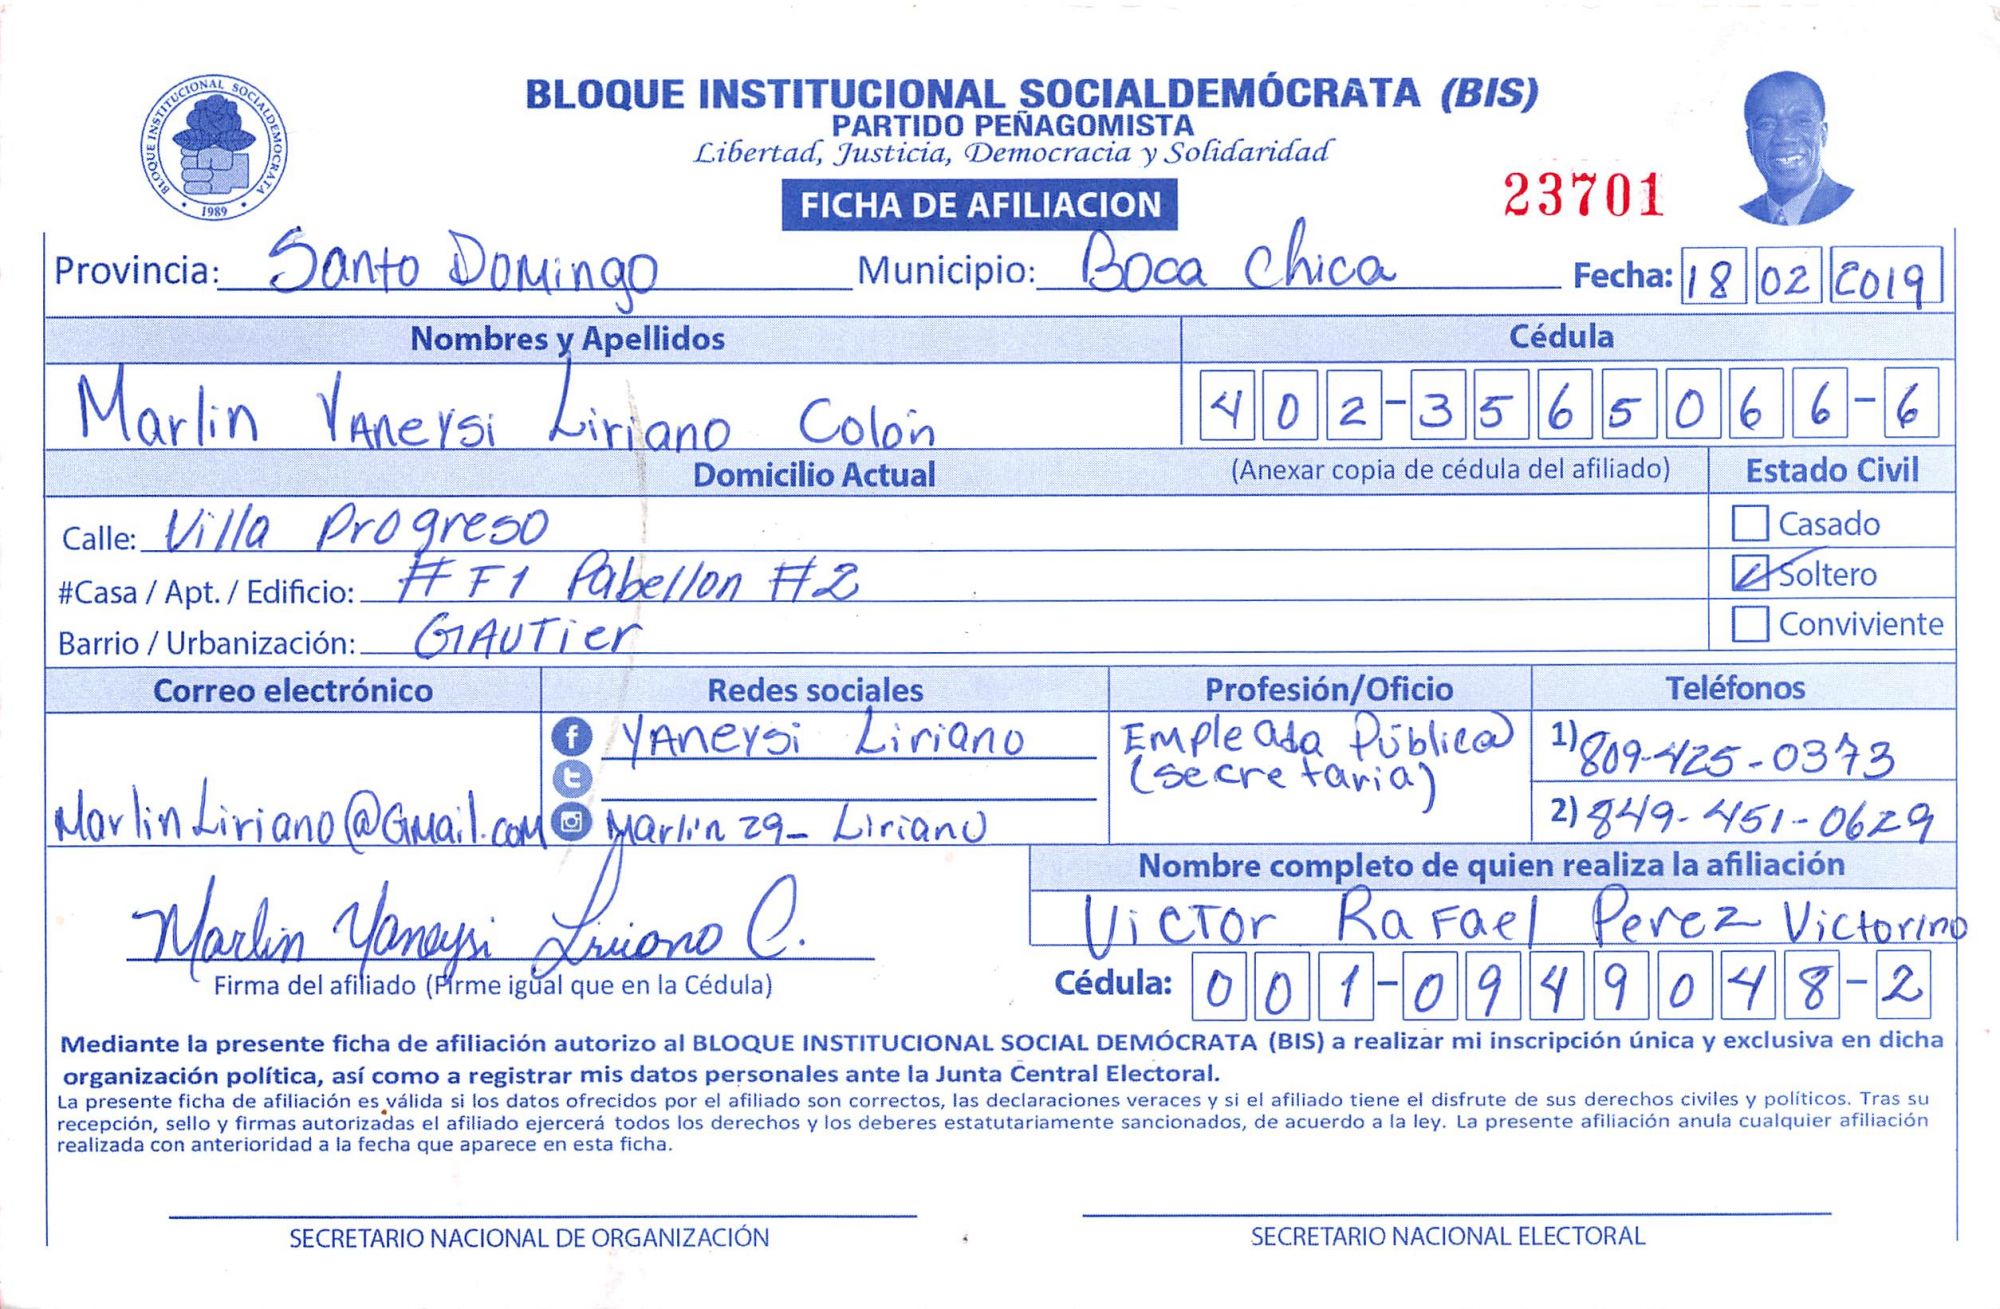 BLOQUE INSTITUCIONAL SOCIALDEMÓCRATA
1989
BLOQUE INSTITUCIONAL SOCIALDEMÓCRATA (BIS)
PARTIDO PEÑAGOMISTA
Libertad, Justicia, Democracia y Solidaridad
FICHA DE AFILIACION
23701
Provincia: Santo Domingo Municipio: Boca Chica Fecha: 18 02 2019
Nombres y Apellidos Cédula
Marlin Yaneysi Liriano Colón 402-3565066-6
Domicilio Actual (Anexar copia de cédula del afiliado) Estado Civil
Calle: Villa Progreso Casado
#Casa / Apt. / Edificio: #F1 Pabellon #2 Soltero
Barrio / Urbanización: GAUTier Conviviente
Correo electrónico Redes sociales Profesión/Oficio Teléfonos
YANeysi Liriano Empleada Pública 1) 809-425-0373
(secretaria)
MarlinLiriano@Gmail.com Marlin29_Liriano 2) 849-451-0629
Nombre completo de quien realiza la afiliación
Marlin Yaneysi Liriano C. Victor Rafael Perez Victorino
Firma del afiliado (Firme igual que en la Cédula) Cédula: 001-0949048-2
Mediante la presente ficha de afiliación autorizo al BLOQUE INSTITUCIONAL SOCIAL DEMÓCRATA (BIS) a realizar mi inscripción única y exclusiva en dicha
organización política, así como a registrar mis datos personales ante la Junta Central Electoral.
La presente ficha de afiliación es válida si los datos ofrecidos por el afiliado son correctos, las declaraciones veraces y si el afiliado tiene el disfrute de sus derechos civiles y políticos. Tras su
recepción, sello y firmas autorizadas el afiliado ejercerá todos los derechos y los deberes estatutariamente sancionados, de acuerdo a la ley. La presente afiliación anula cualquier afiliación
realizada con anterioridad a la fecha que aparece en esta ficha.
SECRETARIO NACIONAL DE ORGANIZACIÓN SECRETARIO NACIONAL ELECTORAL